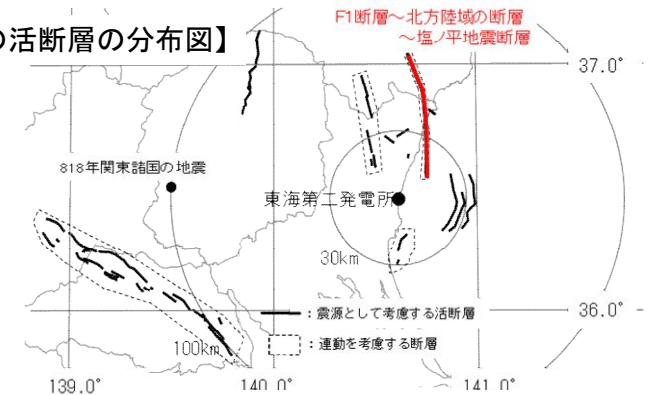 の活断層の分布図】
F1断層～北方陸域の断層
～塩ノ平地震断層
37.0°
818年関東諸国の地震
東海第二発電所
30km
36.0°
━━ : 震源として考慮する活断層
: 連動を考慮する断層
100km
139.0°
140.0°
141.0°